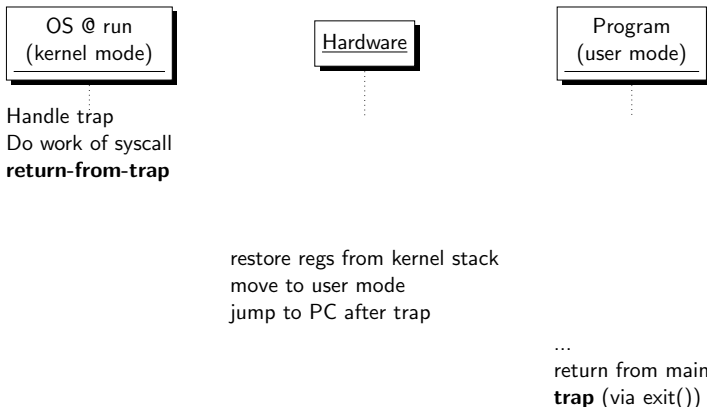 OS @ run
(kernel mode)
Hardware
Program
(user mode)
Handle trap
Do work of syscall
return-from-trap
restore regs from kernel stack
move to user mode
jump to PC after trap
...
return from main
trap (via exit())